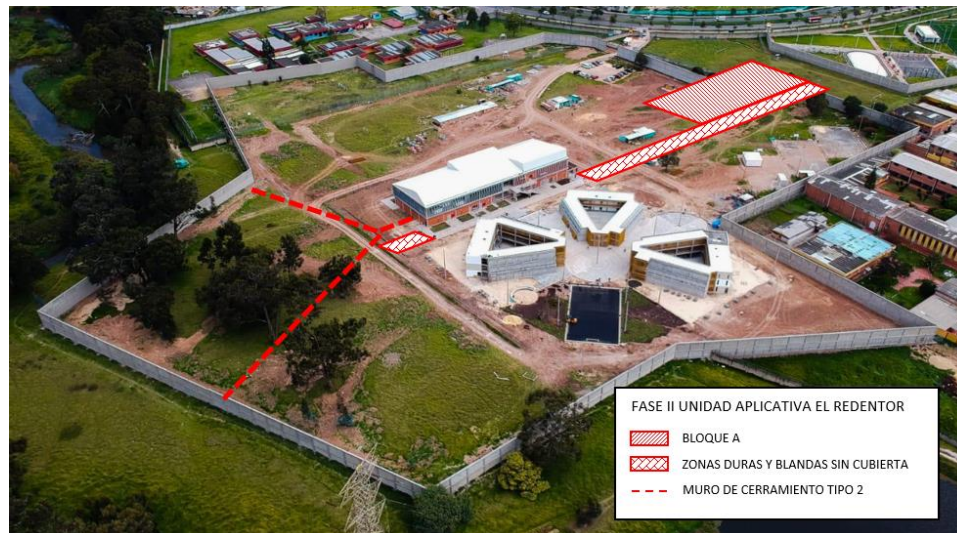 FASE II UNIDAD APLICATIVA EL REDENTOR
BLOQUE A
ZONAS DURAS Y BLANDAS SIN CUBIERTA
MURO DE CERRAMIENTO TIPO 2